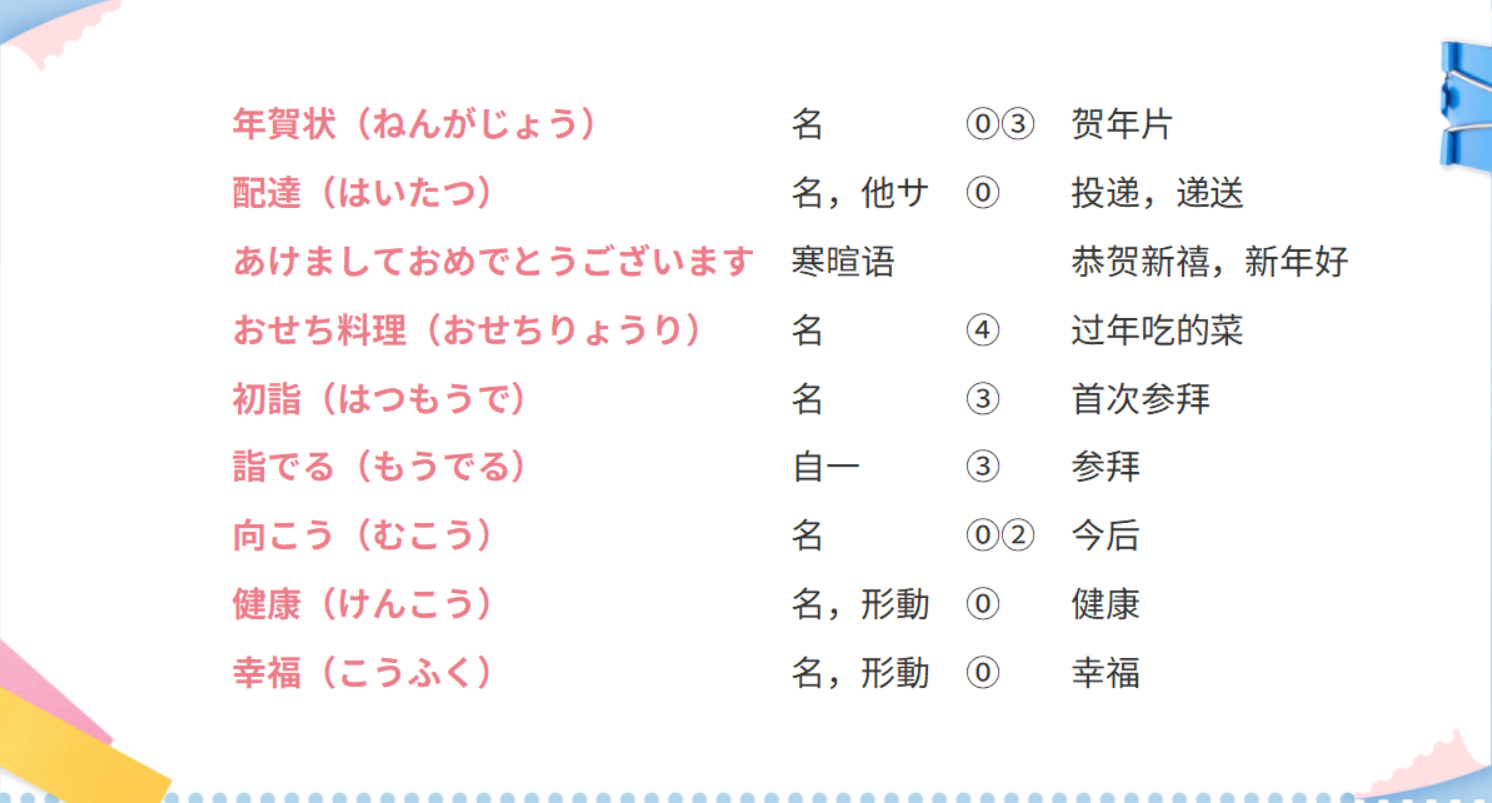 年賀状（ねんがじょう） 名 ⓪③ 贺年片
配達（はいたつ） 名，他サ ⓪ 投递，递送
あけましておめでとうございます 寒暄语 恭贺新禧，新年好
おせち料理（おせちりょうり） 名 ④ 过年吃的菜
初詣（はつもうで） 名 ③ 首次参拜
詣でる（もうでる） 自一 ③ 参拜
向こう（むこう） 名 ⓪② 今后
健康（けんこう） 名，形動 ⓪ 健康
幸福（こうふく） 名，形動 ⓪ 幸福